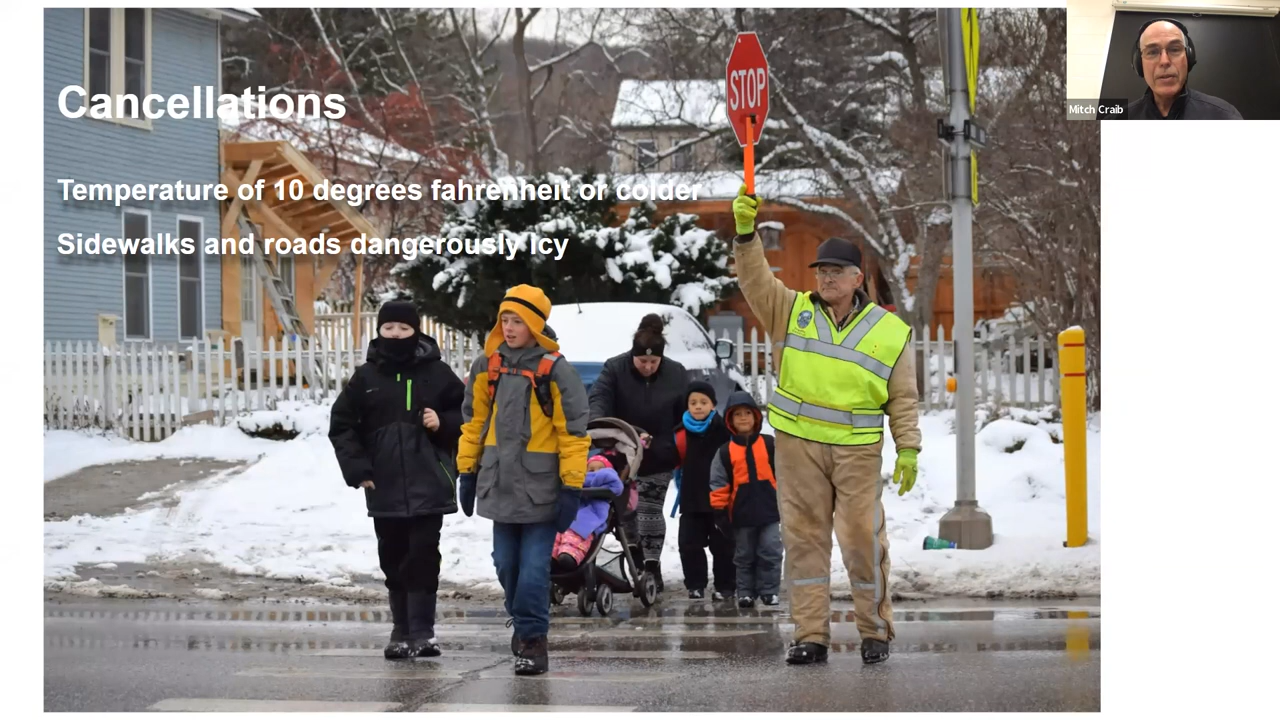 Cancellations
Temperature of 10 degrees fahrenheit or colder
Sidewalks and roads dangerously Icy
STOP
Mitch Craib